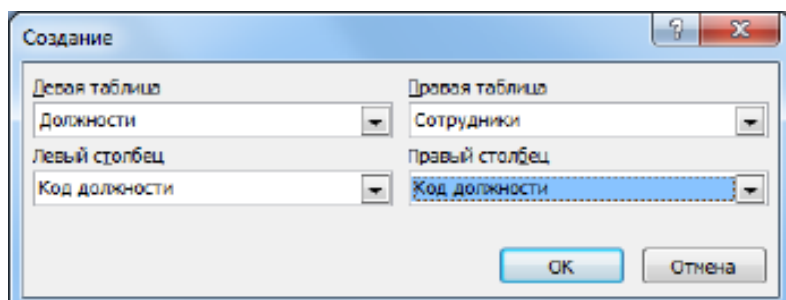 Создание
Левая таблица
Правая таблица
Должности
Сотрудники
Левый столбец
Правый столбец
Код должности
Код должности
ОК
Отмена